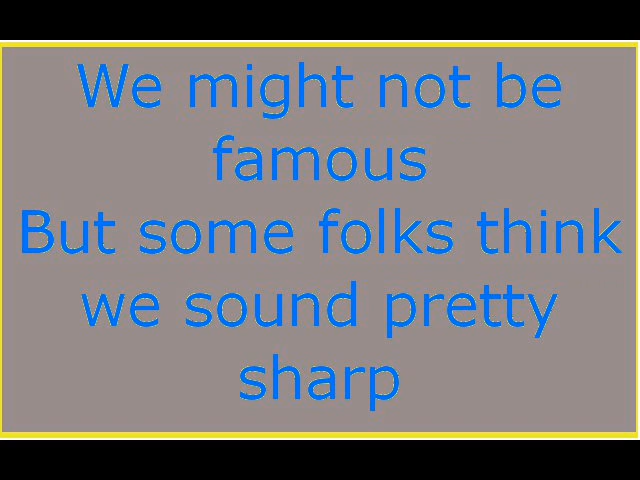 We might not be
famous
But some folks think
we sound pretty
sharp